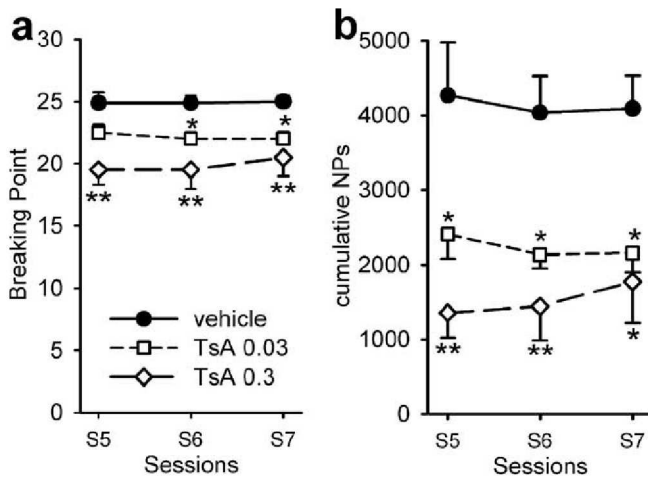 a
b
30
25
20
15
10
5
0
Breaking Point
* *
** ** **
vehicle
TsA 0.03
TsA 0.3
S5 S6 S7
Sessions
5000
4000
3000
2000
1000
0
cumulative NPs
* * *
** ** *
S5 S6 S7
Sessions